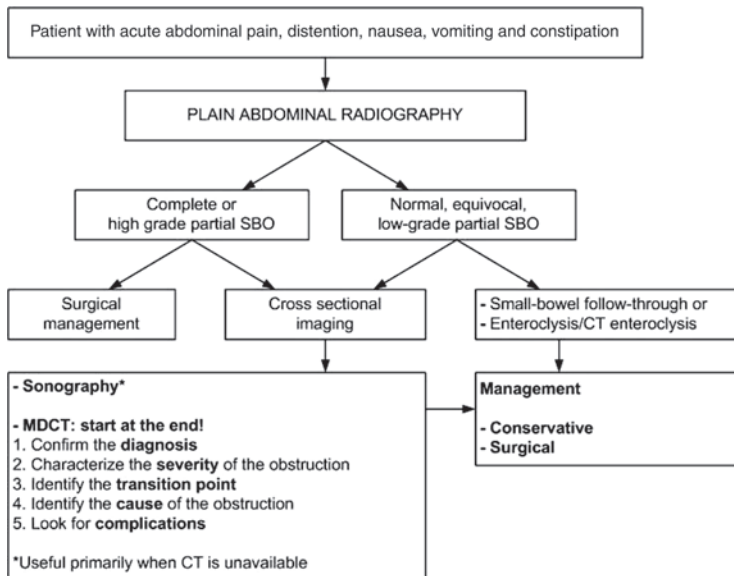 Patient with acute abdominal pain, distention, nausea, vomiting and constipation
PLAIN ABDOMINAL RADIOGRAPHY
Complete or
high grade partial SBO
Normal, equivocal,
low-grade partial SBO
Surgical
management
Cross sectional
imaging
- Small-bowel follow-through or
- Enteroclysis/CT enteroclysis
- Sonography*
- MDCT: start at the end!
1. Confirm the diagnosis
2. Characterize the severity of the obstruction
3. Identify the transition point
4. Identify the cause of the obstruction
5. Look for complications
*Useful primarily when CT is unavailable
Management
- Conservative
- Surgical